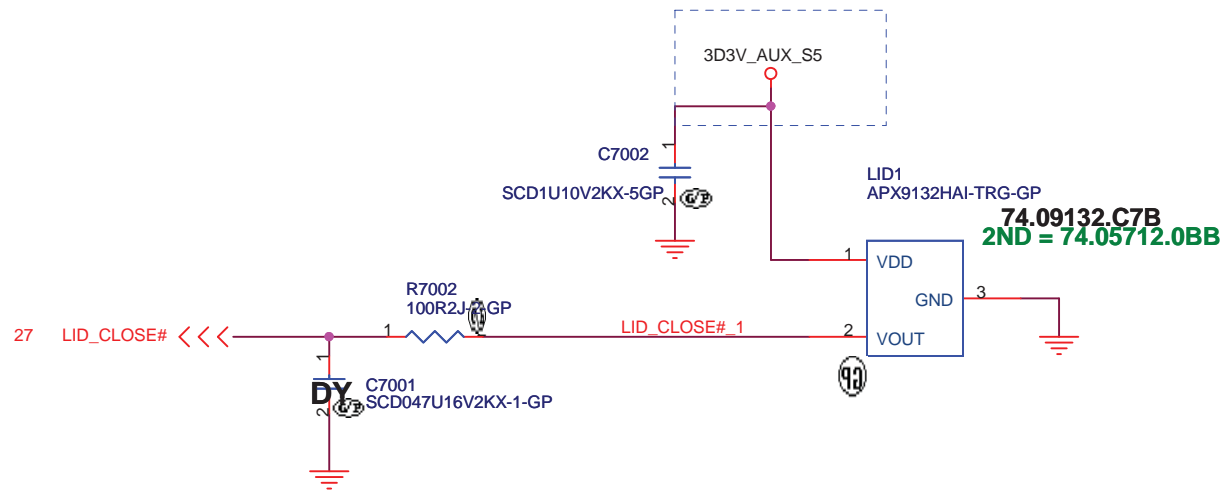 3D3V_AUX_S5
1
C7002
SCD1U10V2KX-5GP
2
G/P
LID1
APX9132HAI-TRG-GP
74.09132.C7B
2ND = 74.05712.0BB
1
VDD
GND
3
R7002
100R2J-2-GP
27
LID_CLOSE#
1
LID_CLOSE#_1
2
VOUT
1
DY
C7001
SCD047U16V2KX-1-GP
2
G/P